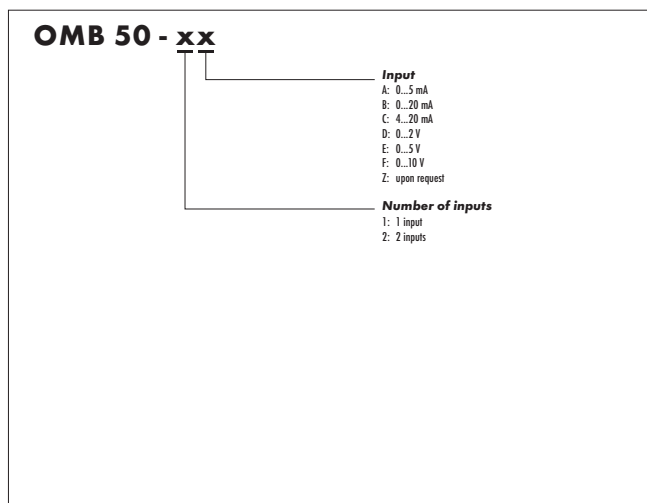 OMB 50 - xx
Input
A: 0...5 mA
B: 0...20 mA
C: 4...20 mA
D: 0...2 V
E: 0...5 V
F: 0...10 V
Z: upon request
Number of inputs
1: 1 input
2: 2 inputs